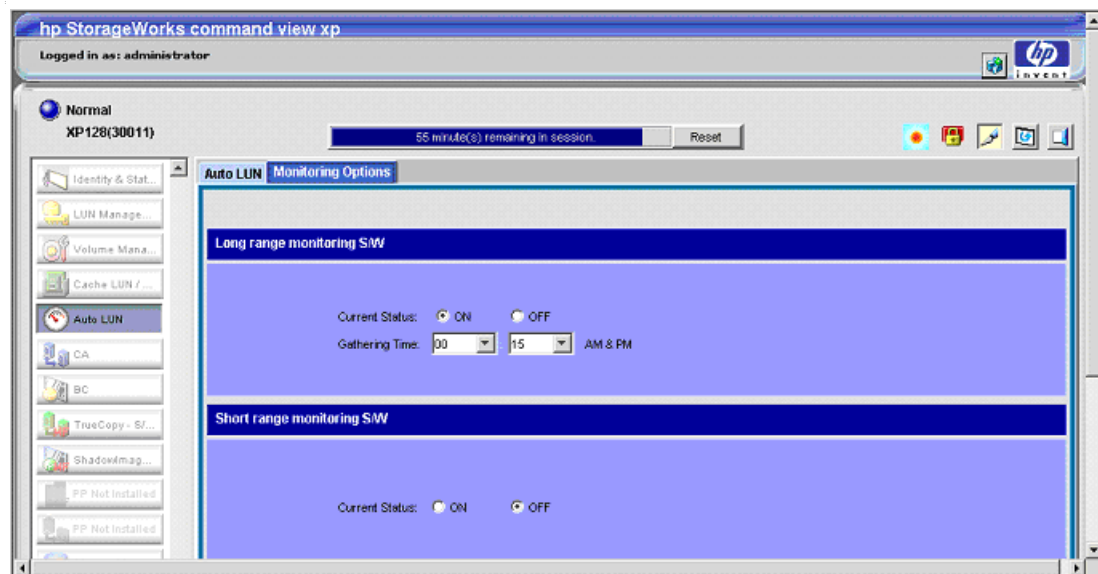 hp StorageWorks command view xp
Logged in as: administrator
hp
invent
Normal
XP128(30011)
55 minute(s) remaining in session.
Reset
Auto LUN
Monitoring Options
Identity & Stat...
LUN Manage...
Volume Mana...
Cache LUN / ...
Auto LUN
CA
BC
TrueCopy - S/...
ShadowImag...
PP Not Installed
PP Not Installed
Long range monitoring S/W
Current Status: ON OFF
Gathering Time: 00 : 15 AM & PM
Short range monitoring S/W
Current Status: ON OFF